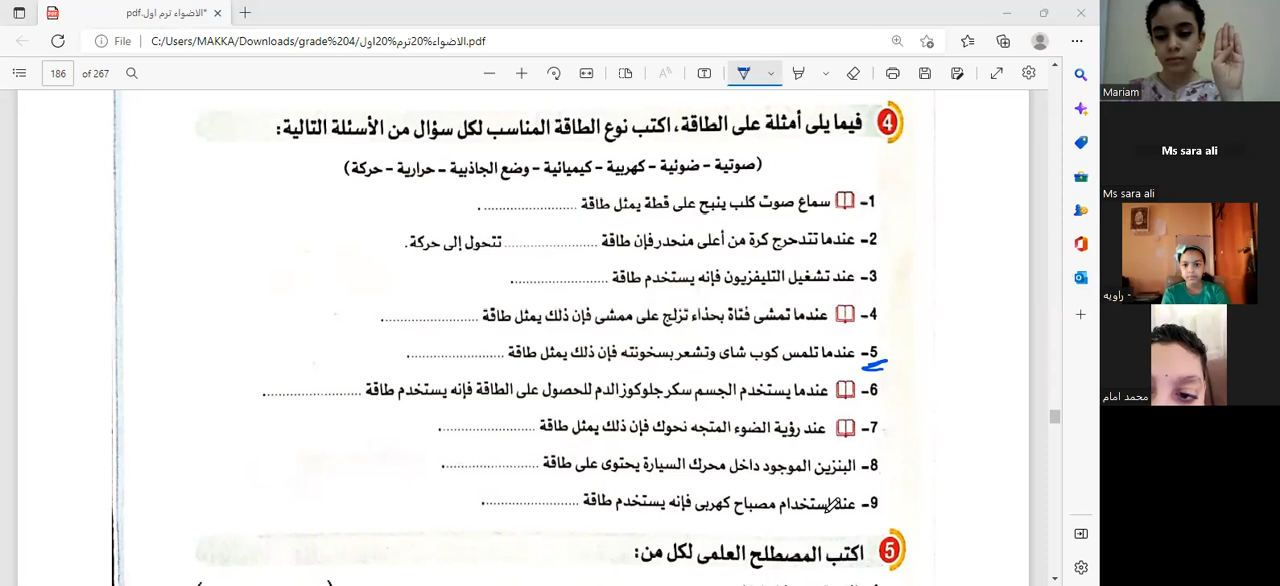 الاضواء ترم اول.pdf*
File
C:/Users/MAKKA/Downloads/grade%204/الاضواء%20ترم%20اول.pdf
186 of 267
4 فيما يلى أمثلة على الطاقة، اكتب نوع الطاقة المناسب لكل سؤال من الأسئلة التالية:
(صوتية - ضوئية - كهربية - كيميائية - وضع الجاذبية - حرارية - حركة)
1- سماع صوت كلب ينبح على قطة يمثل طاقة ....................
2- عندما تتدحرج كرة من أعلى منحدر فإن طاقة .................... تتحول إلى حركة.
3- عند تشغيل التليفزيون فإنه يستخدم طاقة ....................
4- عندما تمشى فتاة بحذاء تزلج على ممشى فإن ذلك يمثل طاقة ....................
5- عندما تلمس كوب شاى وتشعر بسخونته فإن ذلك يمثل طاقة ....................
6- عندما يستخدم الجسم سكر جلوكوز الدم للحصول على الطاقة فإنه يستخدم طاقة ....................
7- عند رؤية الضوء المتجه نحوك فإن ذلك يمثل طاقة ....................
8- البنزين الموجود داخل محرك السيارة يحتوى على طاقة ....................
9- عند استخدام مصباح كهربى فإنه يستخدم طاقة ....................
5 اكتب المصطلح العلمى لكل من:
Mariam
Ms sara ali
Ms sara ali
راويه -
محمد امام